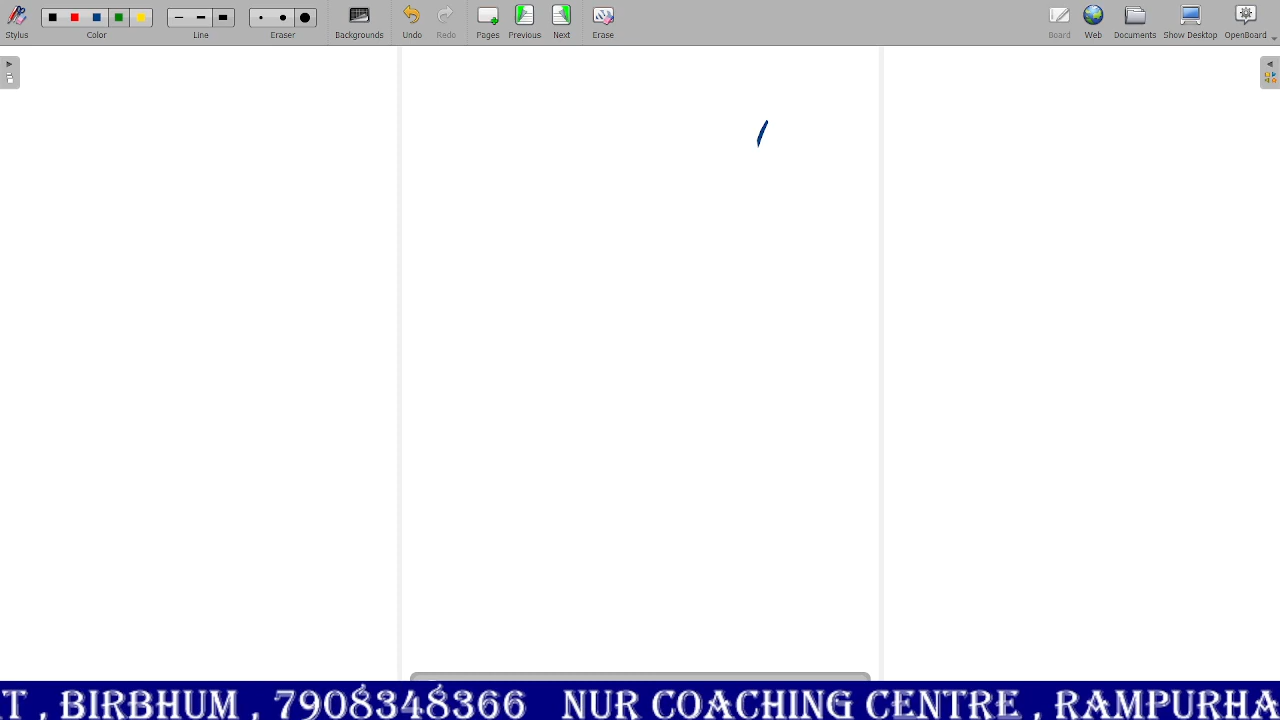 Stylus Color Line Eraser Backgrounds Undo Redo Pages Previous Next Erase Board Web Documents Show Desktop OpenBoard
T , BIRBHUM , 7908348366 NUR COACHING CENTRE , RAMPURHA